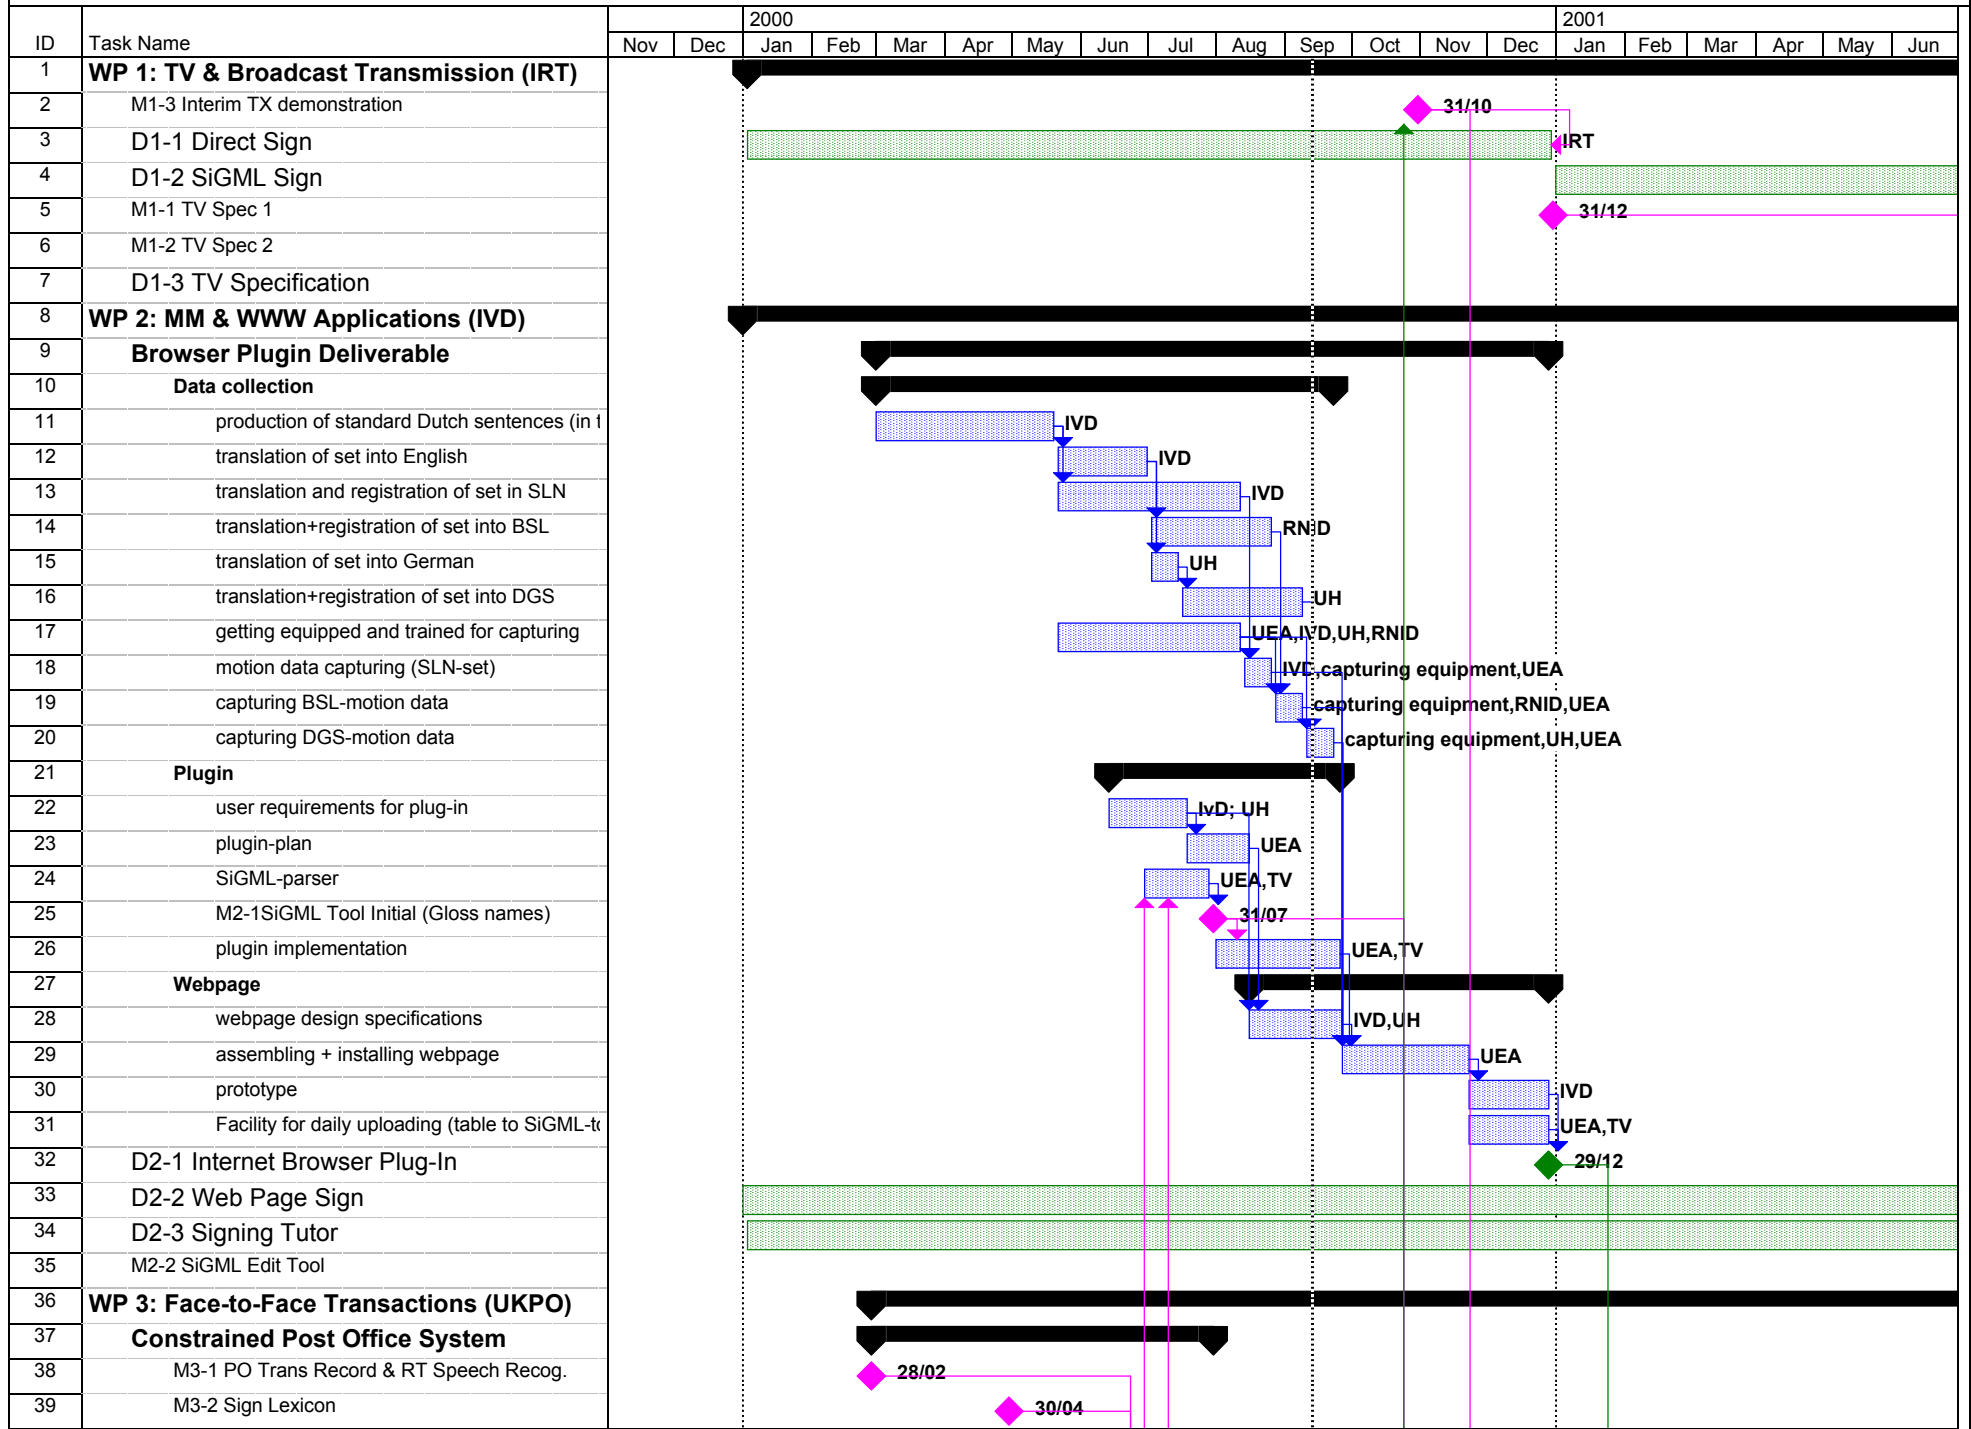 2000 2001
ID Task Name Nov Dec Jan Feb Mar Apr May Jun Jul Aug Sep Oct Nov Dec Jan Feb Mar Apr May Jun
1 WP 1: TV & Broadcast Transmission (IRT)
2 M1-3 Interim TX demonstration 31/10
3 D1-1 Direct Sign IRT
4 D1-2 SiGML Sign
5 M1-1 TV Spec 1 31/12
6 M1-2 TV Spec 2
7 D1-3 TV Specification
8 WP 2: MM & WWW Applications (IVD)
9 Browser Plugin Deliverable
10 Data collection
11 production of standard Dutch sentences (in t IVD
12 translation of set into English IVD
13 translation and registration of set in SLN IVD
14 translation+registration of set into BSL RNID
15 translation of set into German UH
16 translation+registration of set into DGS UH
17 getting equipped and trained for capturing UEA,IVD,UH,RNID
18 motion data capturing (SLN-set) IVD,capturing equipment,UEA
19 capturing BSL-motion data capturing equipment,RNID,UEA
20 capturing DGS-motion data capturing equipment,UH,UEA
21 Plugin
22 user requirements for plug-in IvD; UH
23 plugin-plan UEA
24 SiGML-parser UEA,TV
25 M2-1SiGML Tool Initial (Gloss names) 31/07
26 plugin implementation UEA,TV
27 Webpage
28 webpage design specifications IVD,UH
29 assembling + installing webpage UEA
30 prototype IVD
31 Facility for daily uploading (table to SiGML-to UEA,TV
32 D2-1 Internet Browser Plug-In 29/12
33 D2-2 Web Page Sign
34 D2-3 Signing Tutor
35 M2-2 SiGML Edit Tool
36 WP 3: Face-to-Face Transactions (UKPO)
37 Constrained Post Office System
38 M3-1 PO Trans Record & RT Speech Recog. 28/02
39 M3-2 Sign Lexicon 30/04